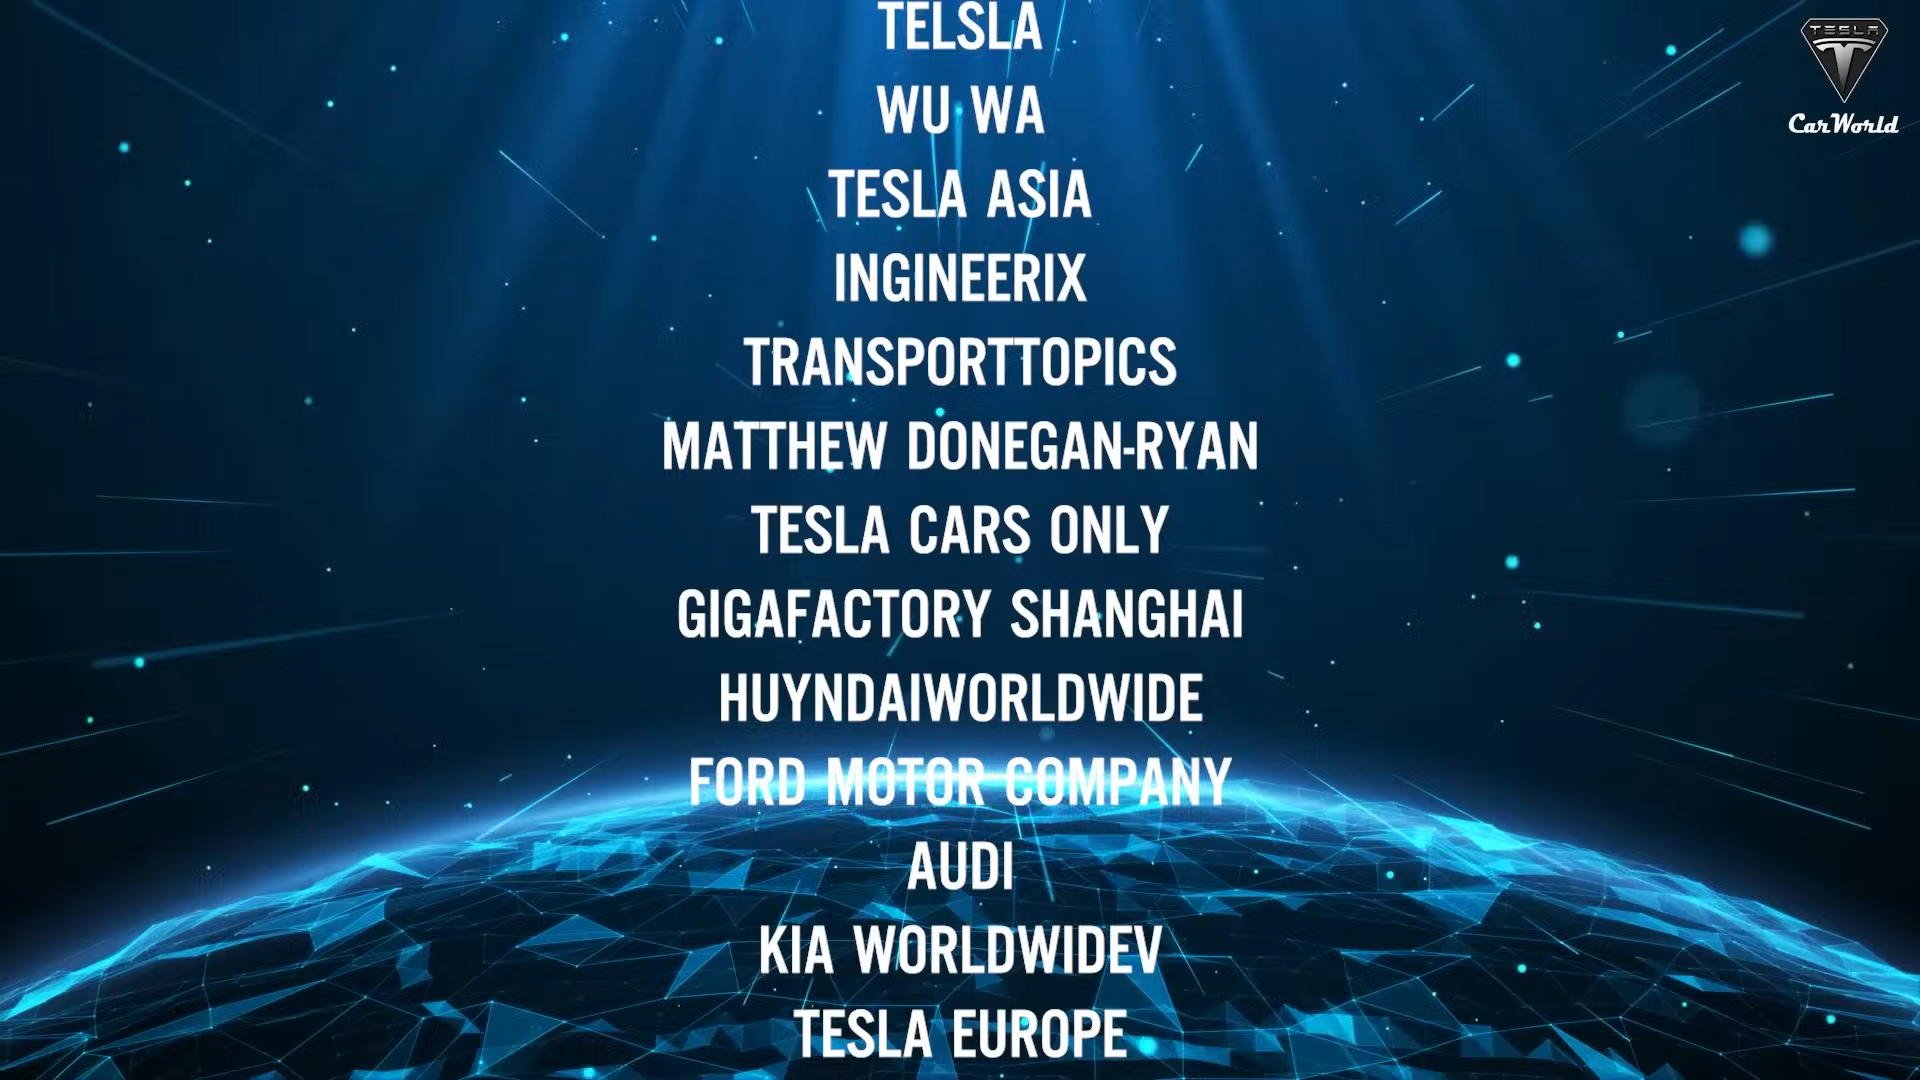 TELSLA
TESLA
CarWorld
WU WA
TESLA ASIA
INGINEERIX
TRANSPORTTOPICS
MATTHEW DONEGAN-RYAN
TESLA CARS ONLY
GIGAFACTORY SHANGHAI
HUYNDAIWORLDWIDE
FORD MOTOR COMPANY
AUDI
KIA WORLDWIDEV
TESLA EUROPE